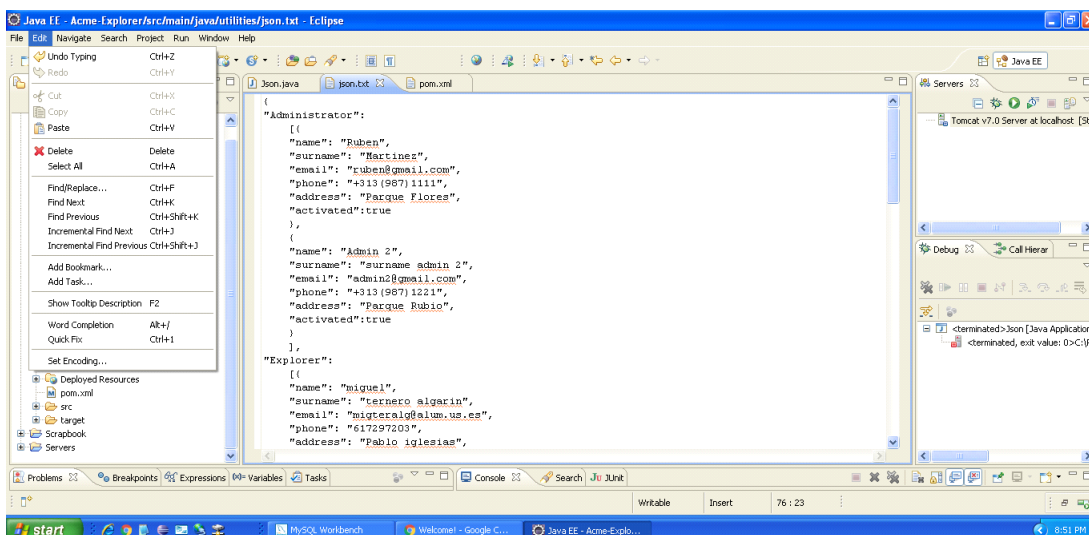 Java EE - Acme-Explorer/src/main/java/utilities/json.txt - Eclipse
File Edit Navigate Search Project Run Window Help
Java EE
Undo Typing Ctrl+Z
Redo Ctrl+Y
Cut Ctrl+X
Copy Ctrl+C
Paste Ctrl+V
Delete Delete
Select All Ctrl+A
Find/Replace... Ctrl+F
Find Next Ctrl+K
Find Previous Ctrl+Shift+K
Incremental Find Next Ctrl+J
Incremental Find Previous Ctrl+Shift+J
Add Bookmark...
Add Task...
Show Tooltip Description F2
Word Completion Alt+/
Quick Fix Ctrl+1
Set Encoding...
Deployed Resources
pom.xml
src
target
Scrapbook
Servers
Json.java json.txt pom.xml
{
"Administrator":
[{
"name": "Ruben",
"surname": "Martinez",
"email": "ruben@gmail.com",
"phone": "+313(987)1111",
"address": "Parque Flores",
"activated":true
},
{
"name": "Admin 2",
"surname": "surname admin 2",
"email": "admin2@gmail.com",
"phone": "+313(987)1221",
"address": "Parque Rubio",
"activated":true
}
],
"Explorer":
[{
"name": "miguel",
"surname": "ternero algarin",
"email": "migteralg@alum.us.es",
"phone": "617297203",
"address": "Pablo iglesias",
Servers
Tomcat v7.0 Server at localhost [St
Debug Call Hierar
<terminated>Json [Java Application
<terminated, exit value: 0>C:\
Problems Breakpoints Expressions Variables Tasks
Console Search JUnit
Writable Insert 76 : 23
start MySQL Workbench Welcome! - Google C... Java EE - Acme-Explo... 8:51 PM